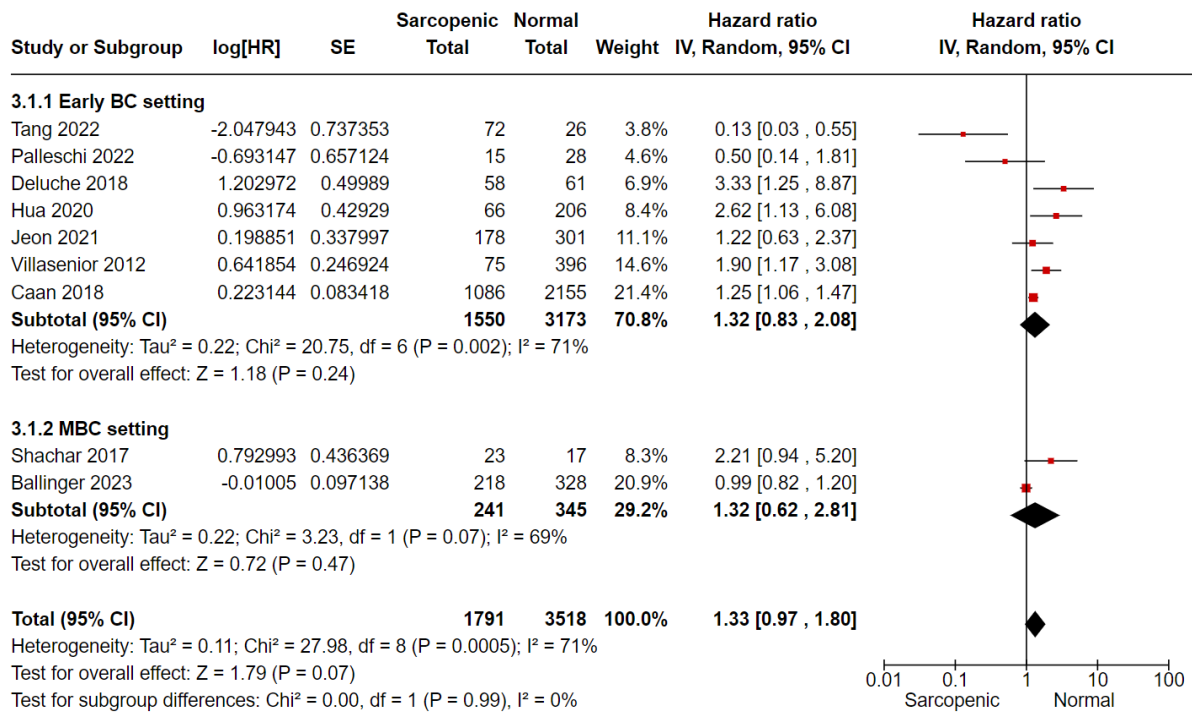 Sarcopenic Normal Hazard ratio Hazard ratio
Study or Subgroup log[HR] SE Total Total Weight IV, Random, 95% CI IV, Random, 95% CI
3.1.1 Early BC setting
Tang 2022 -2.047943 0.737353 72 26 3.8% 0.13 [0.03 , 0.55]
Palleschi 2022 -0.693147 0.657124 15 28 4.6% 0.50 [0.14 , 1.81]
Deluche 2018 1.202972 0.49989 58 61 6.9% 3.33 [1.25 , 8.87]
Hua 2020 0.963174 0.42929 66 206 8.4% 2.62 [1.13 , 6.08]
Jeon 2021 0.198851 0.337997 178 301 11.1% 1.22 [0.63 , 2.37]
Villasenior 2012 0.641854 0.246924 75 396 14.6% 1.90 [1.17 , 3.08]
Caan 2018 0.223144 0.083418 1086 2155 21.4% 1.25 [1.06 , 1.47]
Subtotal (95% CI) 1550 3173 70.8% 1.32 [0.83 , 2.08]
Heterogeneity: Tau² = 0.22; Chi² = 20.75, df = 6 (P = 0.002); I² = 71%
Test for overall effect: Z = 1.18 (P = 0.24)
3.1.2 MBC setting
Shachar 2017 0.792993 0.436369 23 17 8.3% 2.21 [0.94 , 5.20]
Ballinger 2023 -0.01005 0.097138 218 328 20.9% 0.99 [0.82 , 1.20]
Subtotal (95% CI) 241 345 29.2% 1.32 [0.62 , 2.81]
Heterogeneity: Tau² = 0.22; Chi² = 3.23, df = 1 (P = 0.07); I² = 69%
Test for overall effect: Z = 0.72 (P = 0.47)
Total (95% CI) 1791 3518 100.0% 1.33 [0.97 , 1.80]
Heterogeneity: Tau² = 0.11; Chi² = 27.98, df = 8 (P = 0.0005); I² = 71%
Test for overall effect: Z = 1.79 (P = 0.07)
Test for subgroup differences: Chi² = 0.00, df = 1 (P = 0.99), I² = 0%
0.01 0.1 1 10 100
Sarcopenic Normal